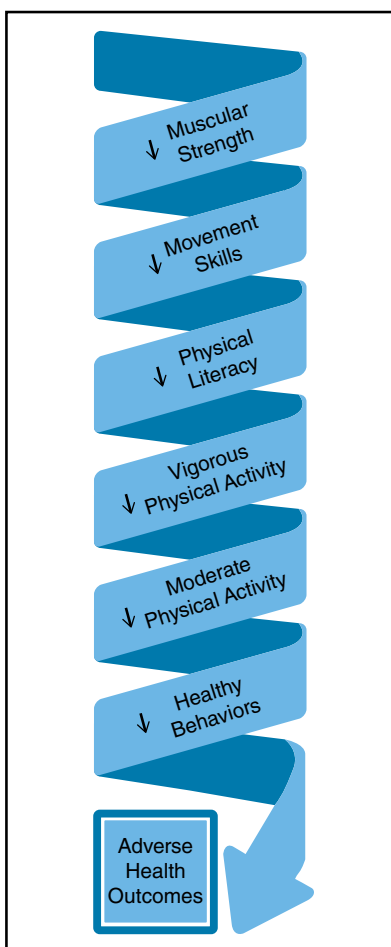 ↓ Muscular
Strength
↓ Movement
Skills
↓ Physical
Literacy
↓ Vigorous
Physical Activity
↓ Moderate
Physical Activity
↓ Healthy
Behaviors
Adverse
Health
Outcomes